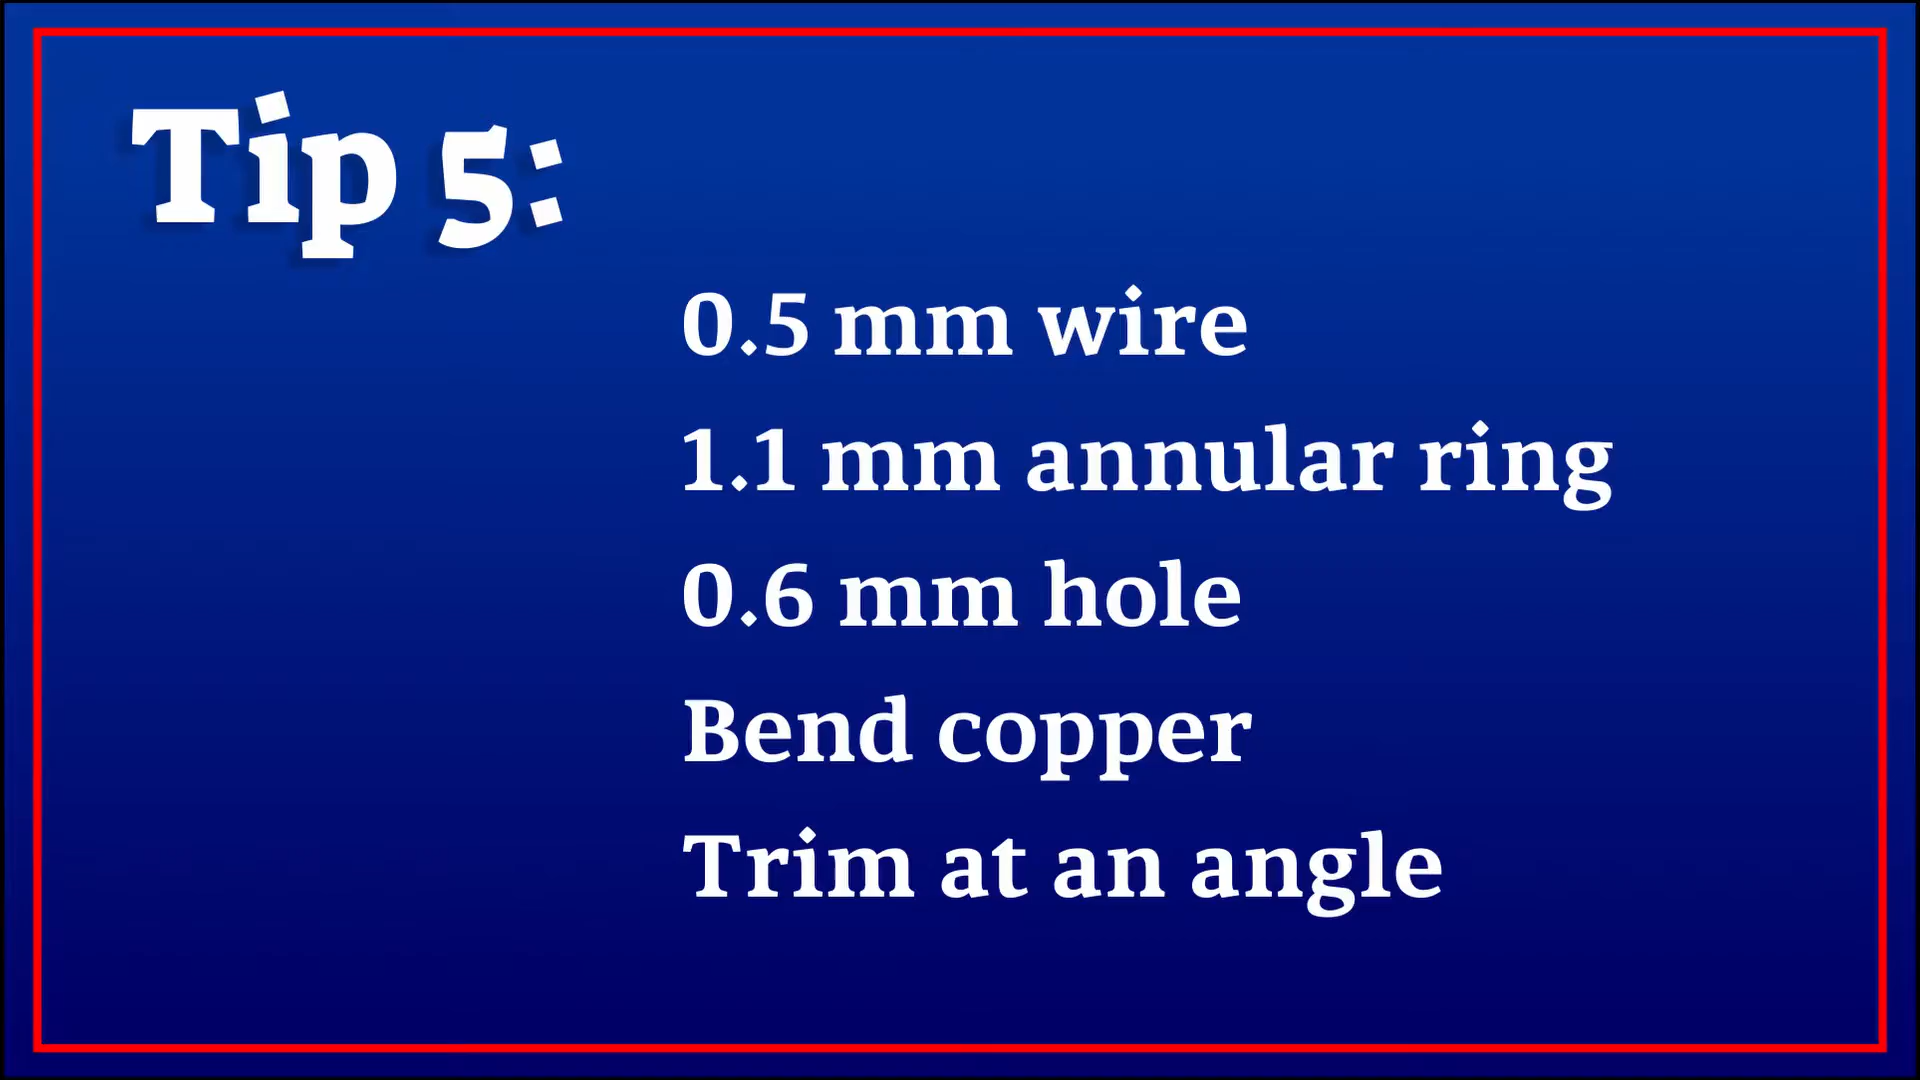 Tip 5:
0.5 mm wire
1.1 mm annular ring
0.6 mm hole
Bend copper
Trim at an angle